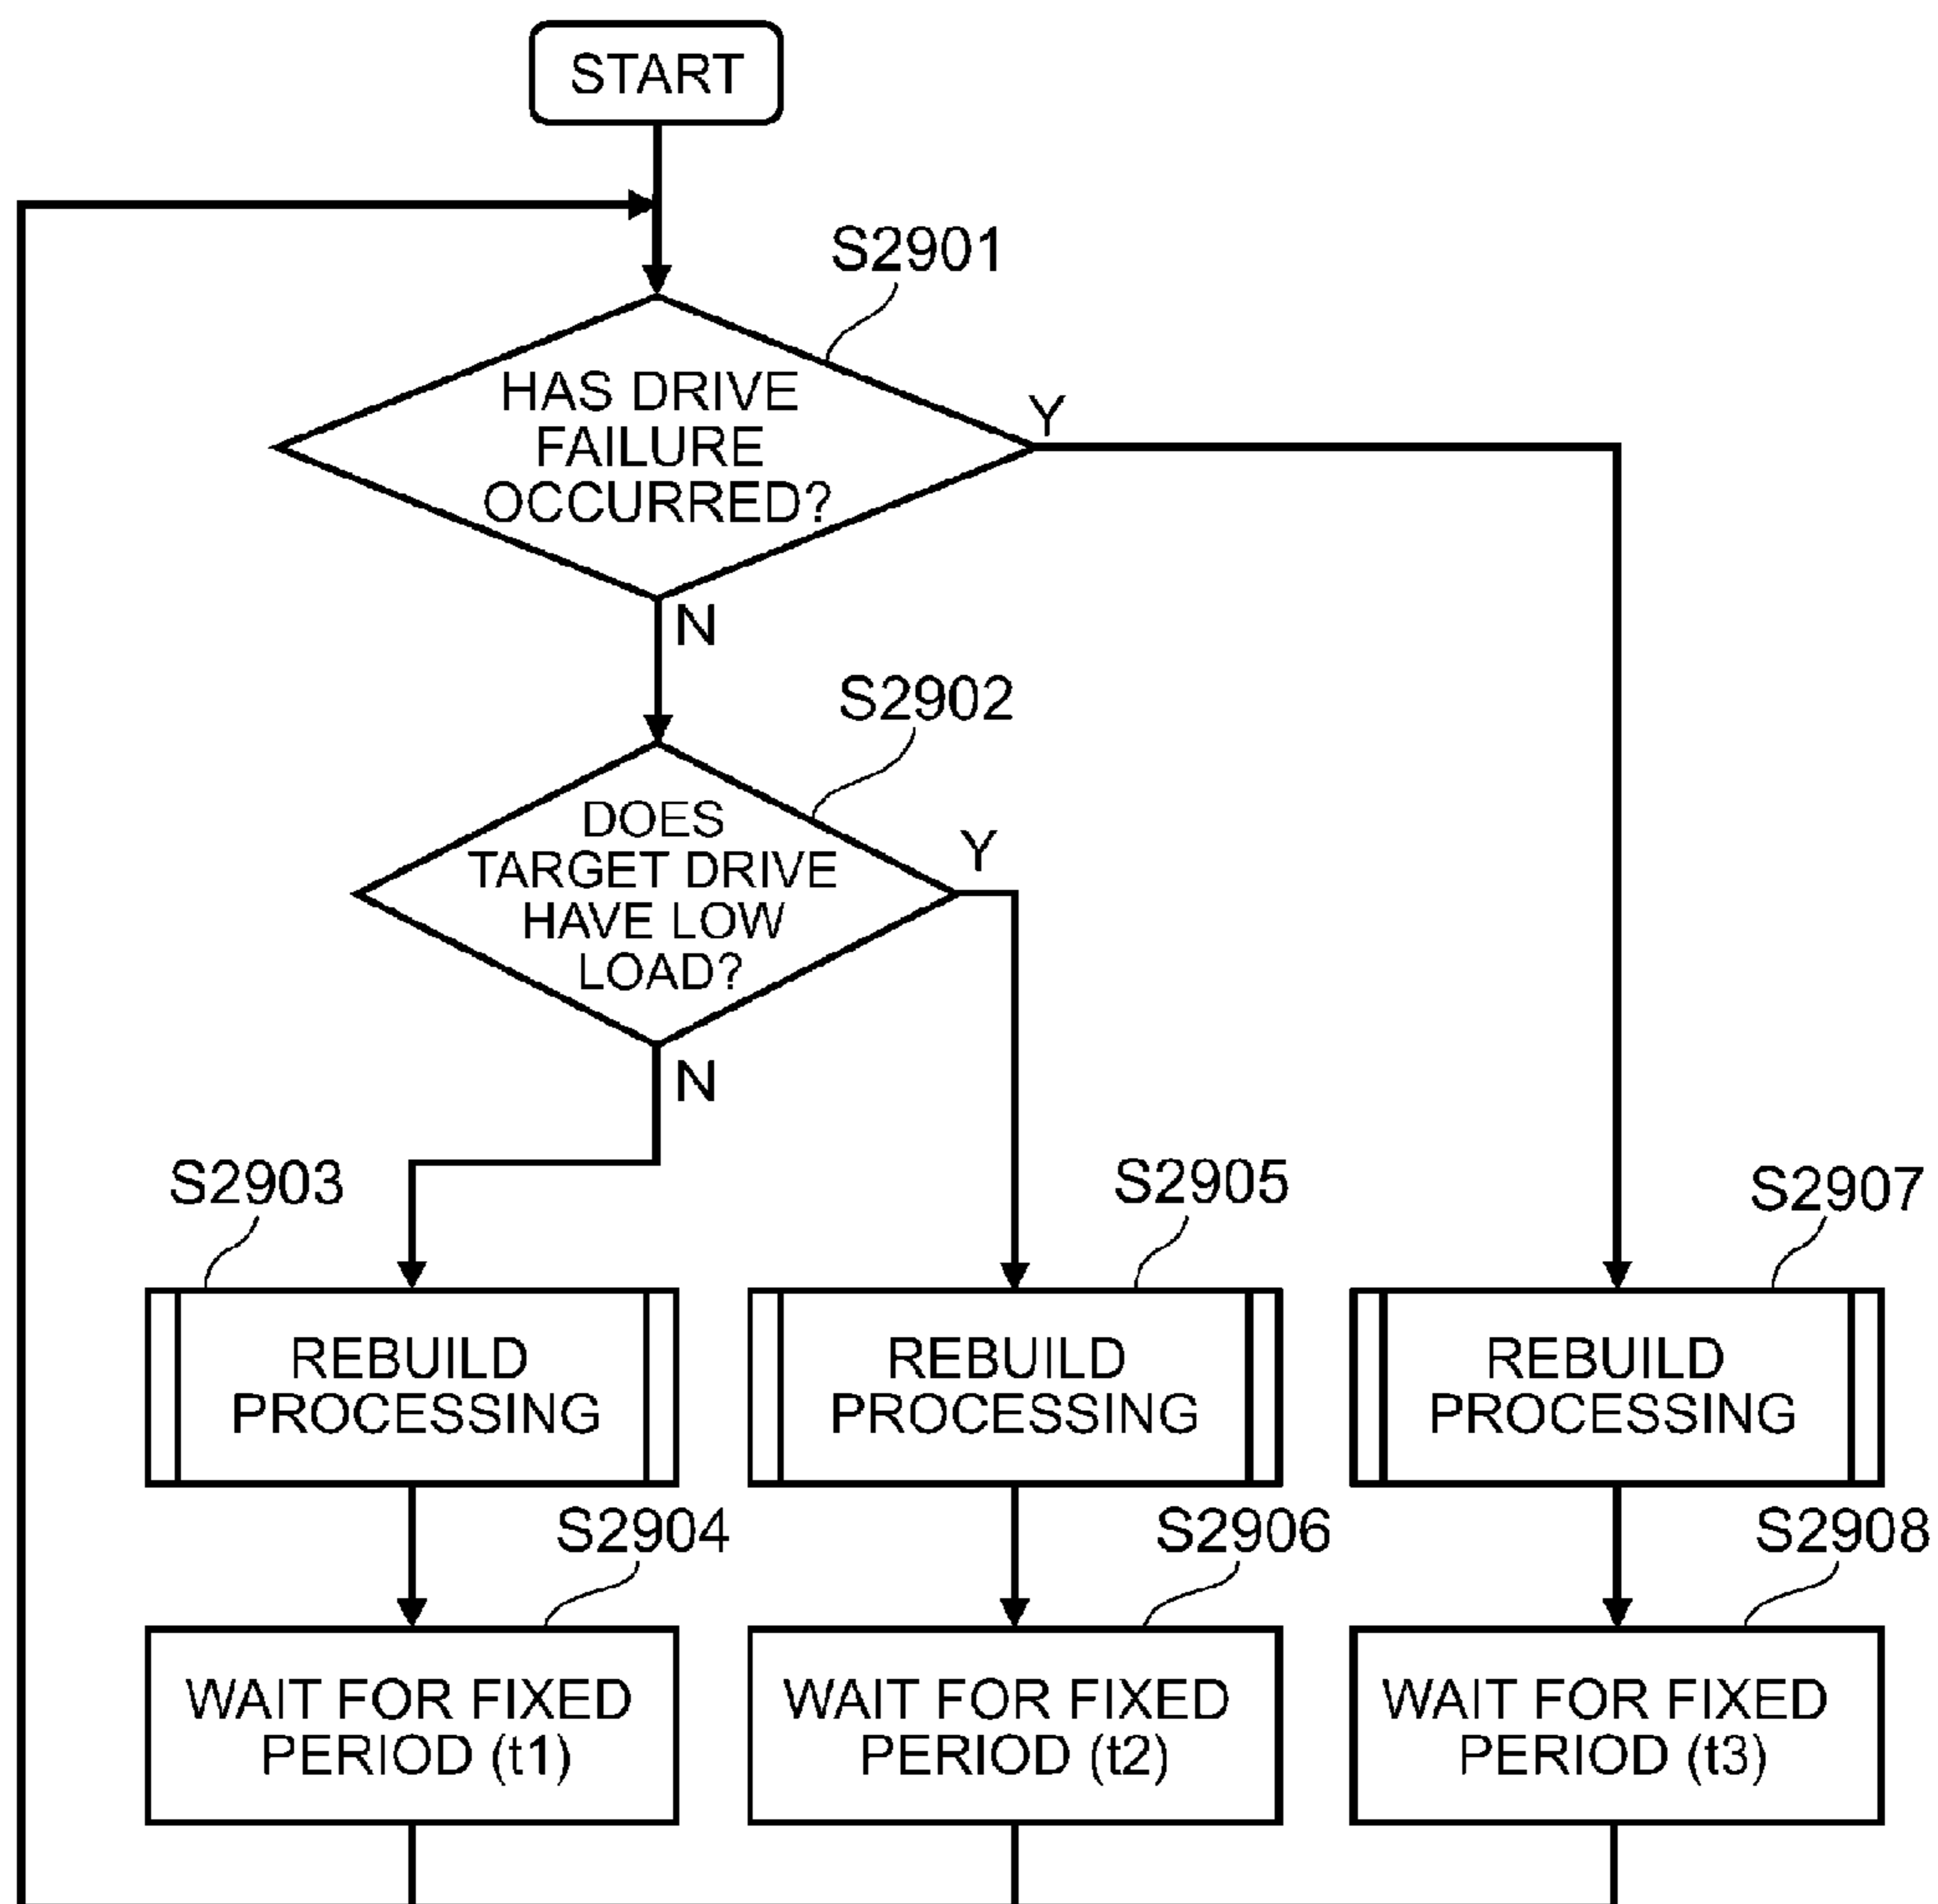 START
S2901
HAS DRIVE
FAILURE
OCCURRED?
Y
N
S2902
DOES
TARGET DRIVE
HAVE LOW
LOAD?
Y
N
S2903
REBUILD
PROCESSING
S2905
REBUILD
PROCESSING
S2907
REBUILD
PROCESSING
S2904
WAIT FOR FIXED
PERIOD (t1)
S2906
WAIT FOR FIXED
PERIOD (t2)
S2908
WAIT FOR FIXED
PERIOD (t3)